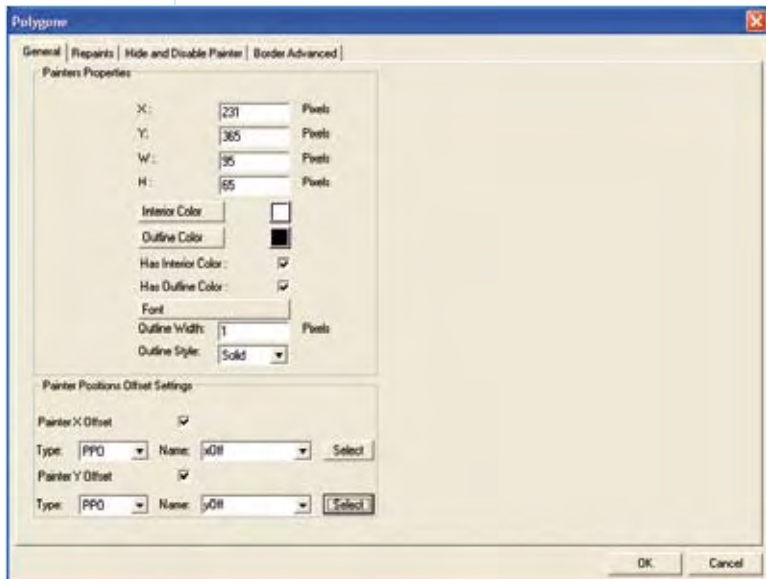 Polygone
General Repaints Hide and Disable Painter Border Advanced
Painters Properties
X: 231 Pixels
Y: 365 Pixels
W: 95 Pixels
H: 65 Pixels
Interior Color
Outline Color
Has Interior Color:
Has Outline Color:
Font
Outline Width: 1 Pixels
Outline Style: Solid
Painter Positions Offset Settings
Painter X Offset
Type: PPO Name: xOff Select
Painter Y Offset
Type: PPO Name: yOff Select
OK Cancel